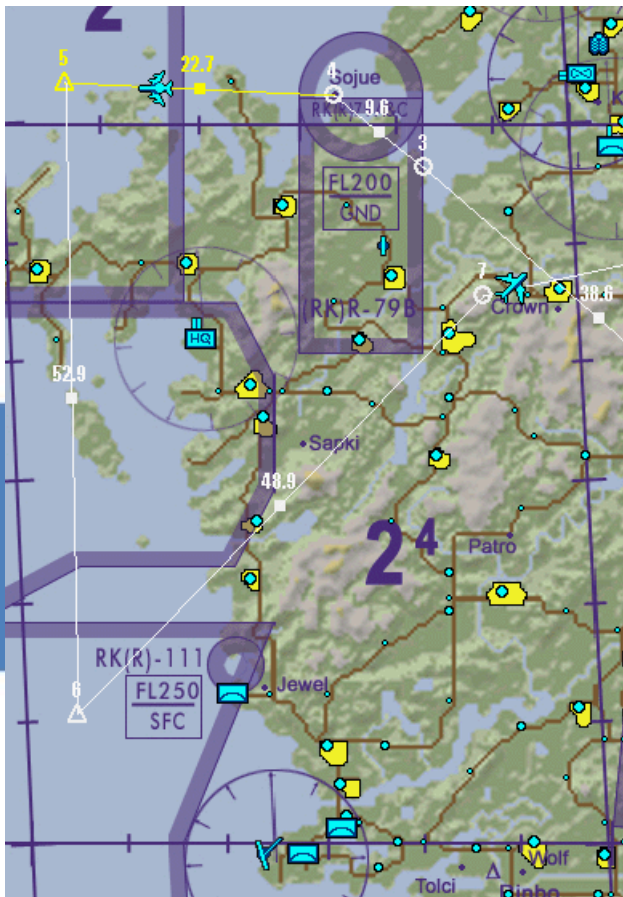 2
5
22.7
4
Sojue
9.6
3
FL200
GND
7
(RK)R-79B
Crown
38.6
HQ
52.9
Sapki
48.9
2⁴
Patro
RK(R)-111
6
FL250
SFC
Jewel
Wolf
Tolci